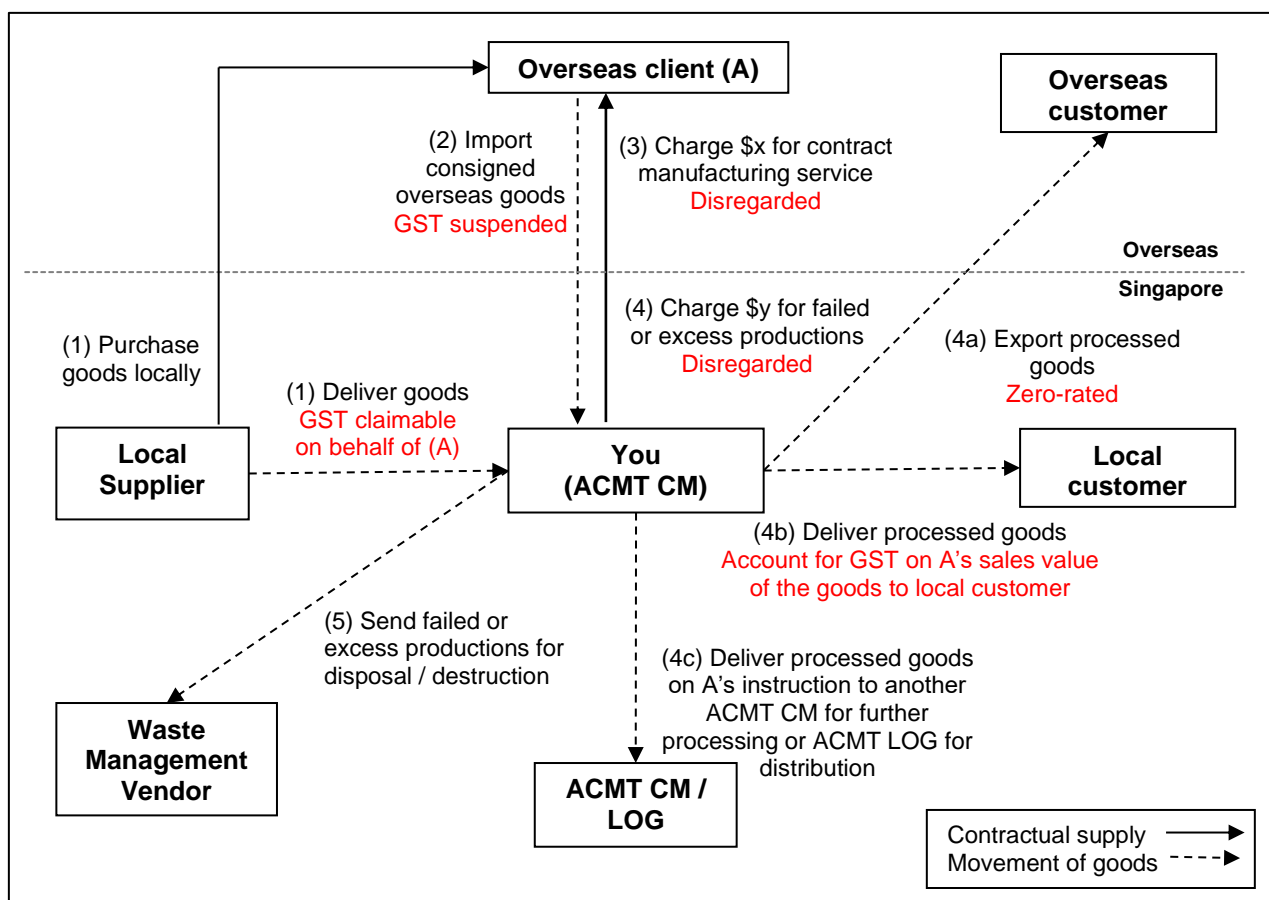 Overseas client (A)
Overseas
customer
(2) Import
consigned
overseas goods
GST suspended
(3) Charge $x for contract
manufacturing service
Disregarded
Overseas
Singapore
(1) Purchase
goods locally
(4) Charge $y for failed
or excess productions
Disregarded
(4a) Export processed
goods
Zero-rated
(1) Deliver goods
GST claimable
on behalf of (A)
Local
Supplier
You
(ACMT CM)
Local
customer
(4b) Deliver processed goods
Account for GST on A’s sales value
of the goods to local customer
(5) Send failed or
excess productions for
disposal / destruction
(4c) Deliver processed goods
on A’s instruction to another
ACMT CM for further
processing or ACMT LOG for
distribution
Waste
Management
Vendor
ACMT CM /
LOG
Contractual supply
Movement of goods